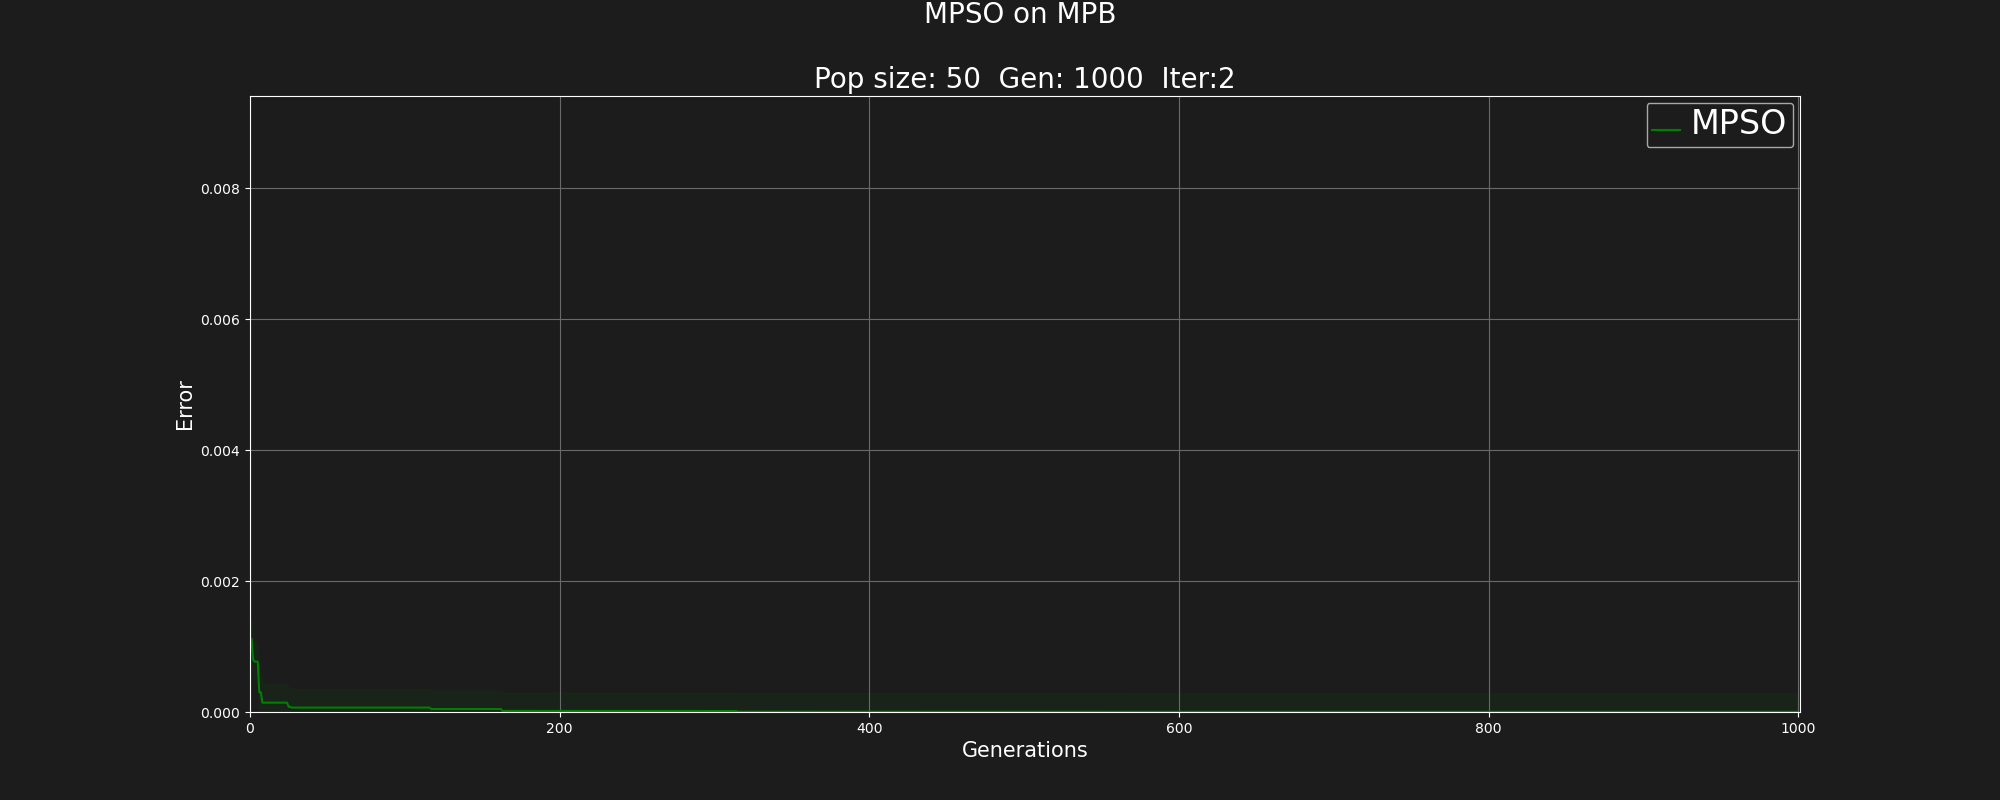 MPSO on MPB
Pop size: 50  Gen: 1000  Iter:2
MPSO
0.008
0.006
0.004
0.002
0.000
Error
0 200 400 600 800 1000
Generations